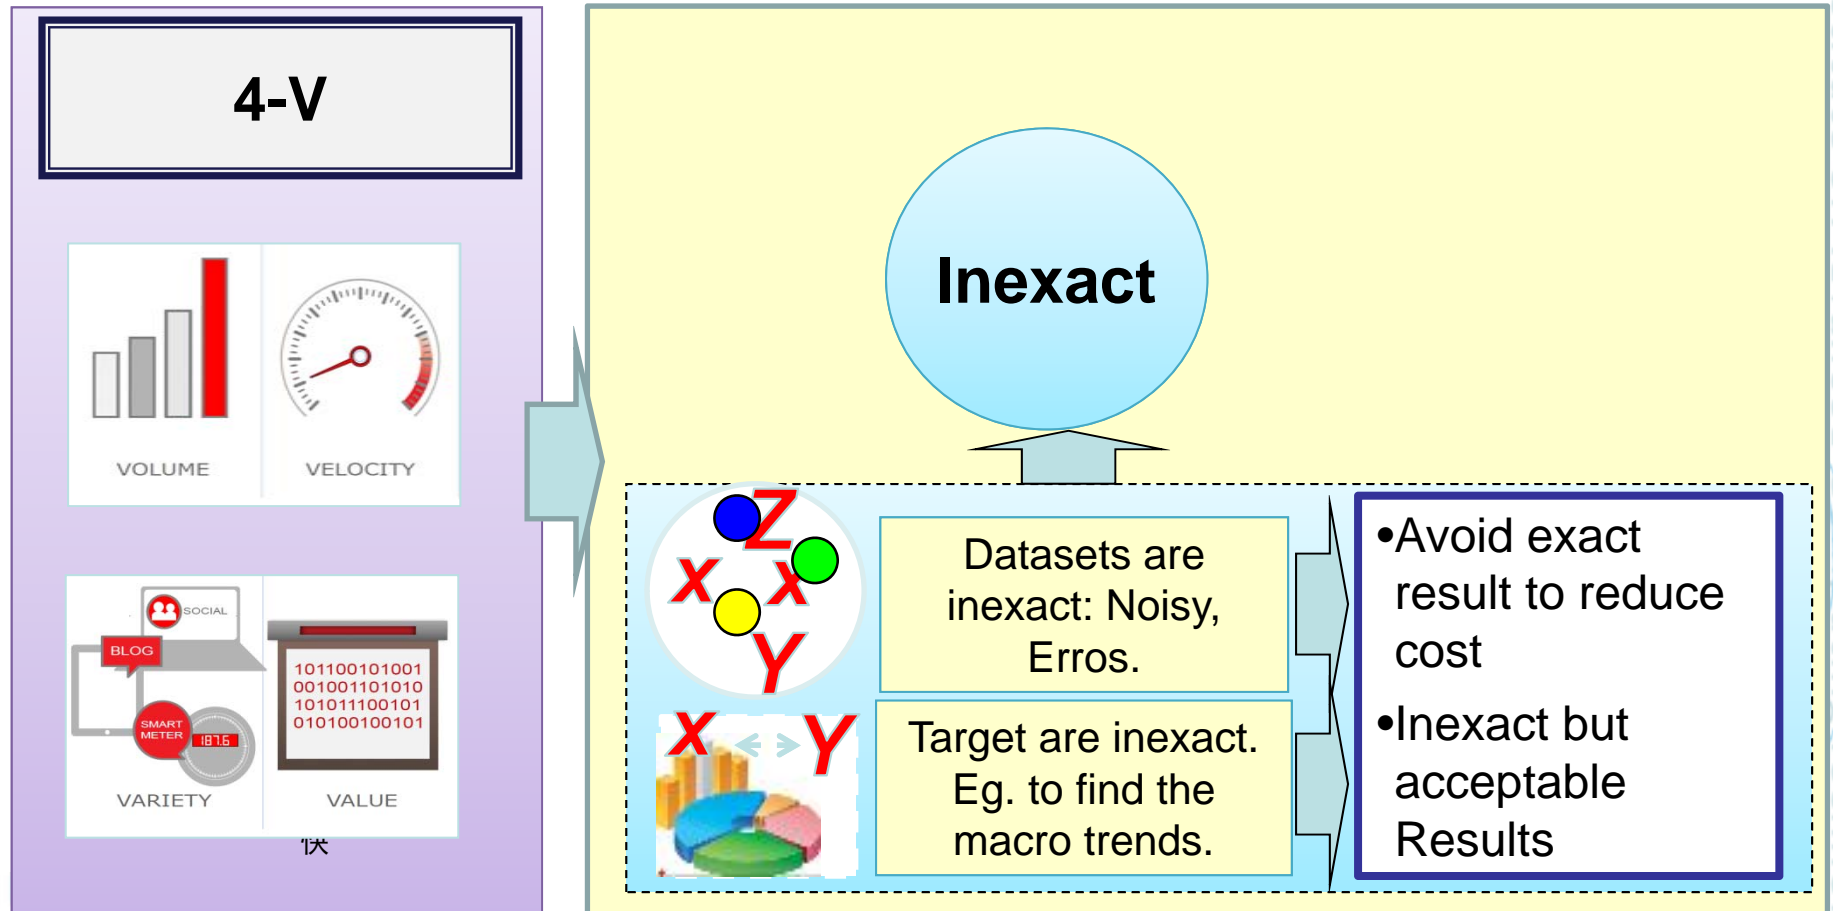 4-V
VOLUME
VELOCITY
SOCIAL
BLOG
SMART
METER
187.6
VARIETY
101100101001
001001101010
101011100101
010100100101
VALUE
Inexact
Z
x
x
Y
Datasets are
inexact: Noisy,
Erros.
X
Y
Target are inexact.
Eg. to find the
macro trends.
•Avoid exact
result to reduce
cost
•Inexact but
acceptable
Results